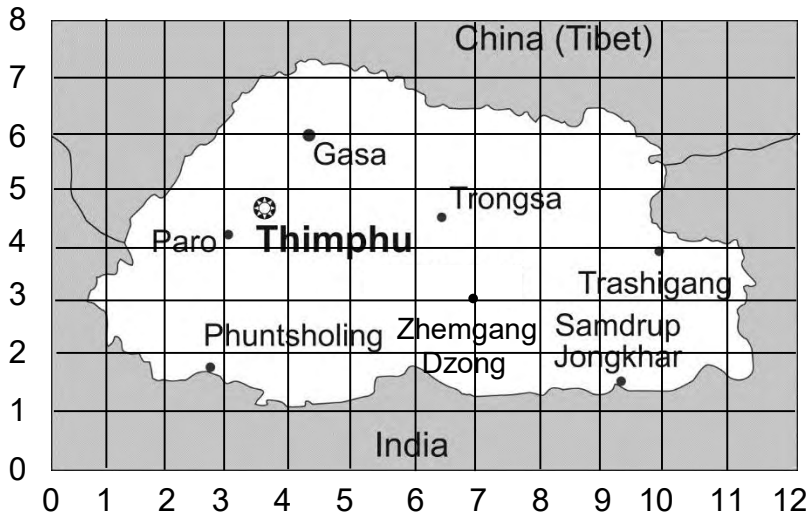 8
China (Tibet)
7
6
Gasa
5
Trongsa
Paro
Thimphu
4
Trashigang
3
Phuntsholing
Zhemgang
Dzong
Samdrup
Jongkhar
2
1
India
0
0 1 2 3 4 5 6 7 8 9 10 11 12